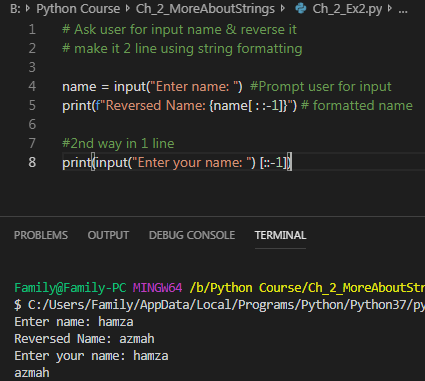 B: > Python Course > Ch_2_MoreAboutStrings > Ch_2_Ex2.py > ...
1 # Ask user for input name & reverse it
2 # make it 2 line using string formatting
3
4 name = input("Enter name: ") #Prompt user for input
5 print(f"Reversed Name: {name[ : :-1]}") # formatted name
6
7 #2nd way in 1 line
8 print(input("Enter your name: ") [::-1])
PROBLEMS OUTPUT DEBUG CONSOLE TERMINAL
Family@Family-PC MINGW64 /b/Python Course/Ch_2_MoreAboutStrings
$ C:/Users/Family/AppData/Local/Programs/Python/Python37/py
Enter name: hamza
Reversed Name: azmah
Enter your name: hamza
azmah